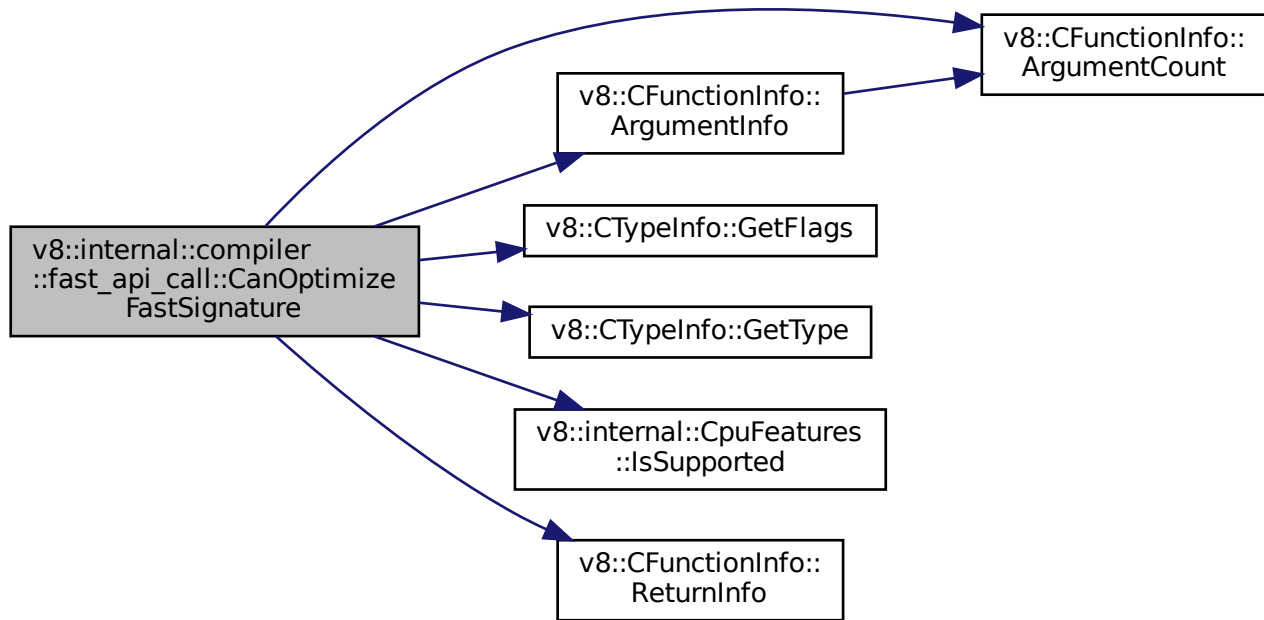 v8::internal::compiler
::fast_api_call::CanOptimize
FastSignature
v8::CFunctionInfo::
ArgumentCount
v8::CFunctionInfo::
ArgumentInfo
v8::CTypeInfo::GetFlags
v8::CTypeInfo::GetType
v8::internal::CpuFeatures
::IsSupported
v8::CFunctionInfo::
ReturnInfo